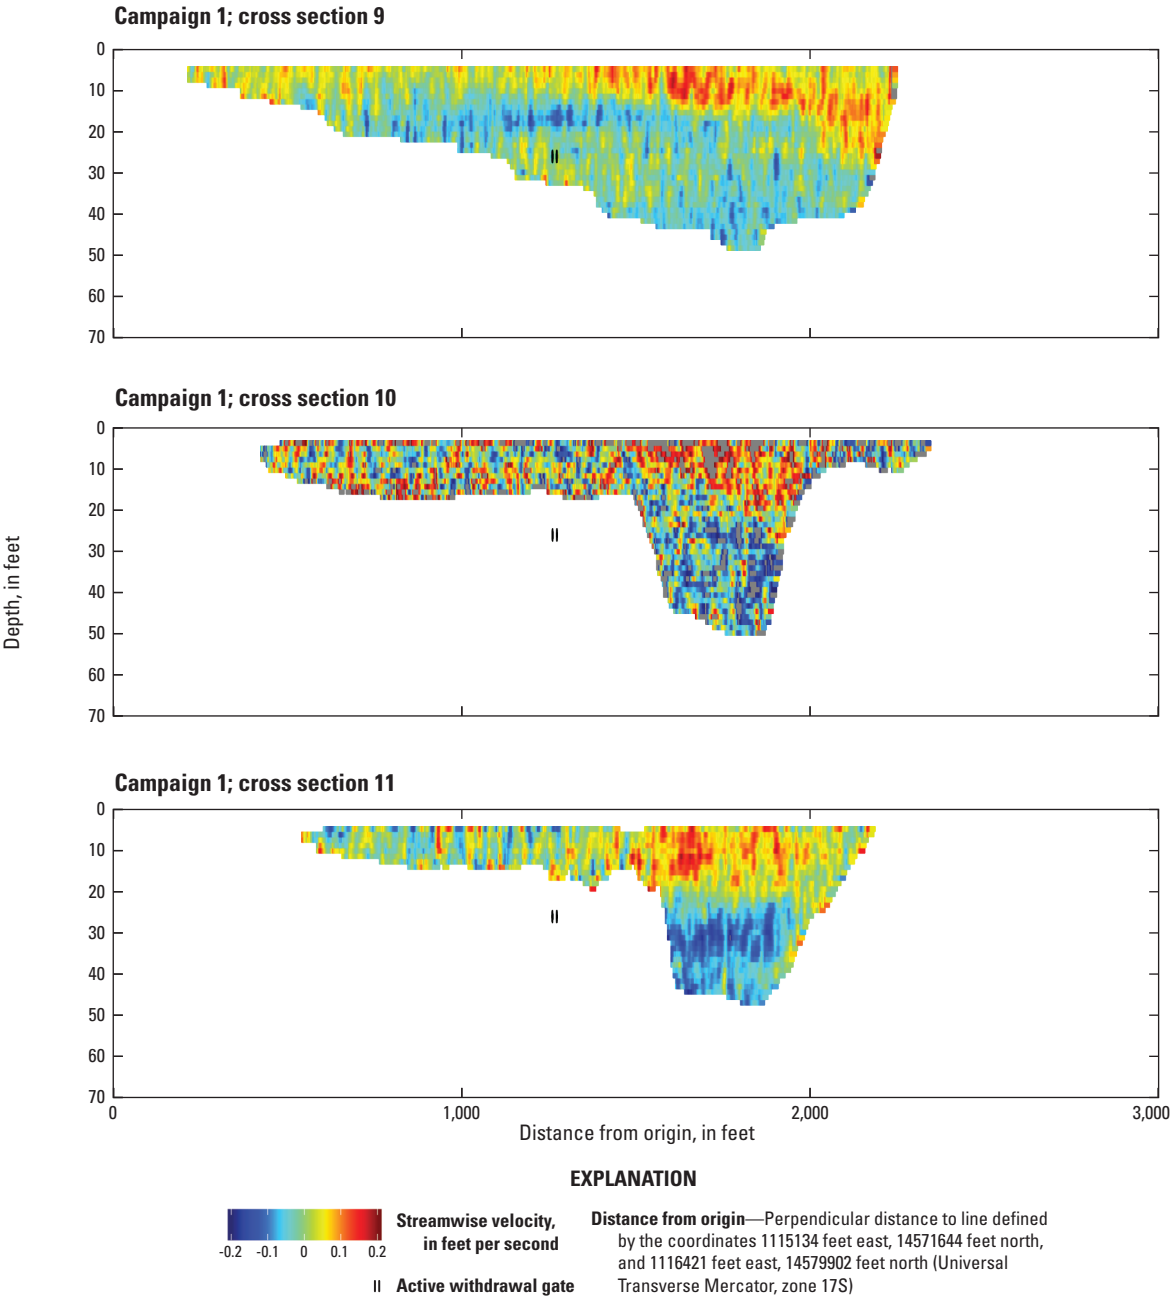 Campaign 1; cross section 9
0
10
20
30
40
50
60
70
Campaign 1; cross section 10
0
10
20
30
40
50
60
70
Campaign 1; cross section 11
0
10
20
30
40
50
60
70
Depth, in feet
0 1,000 2,000 3,000
Distance from origin, in feet
EXPLANATION
-0.2 -0.1 0 0.1 0.2
Streamwise velocity,
in feet per second
Active withdrawal gate
Distance from origin—Perpendicular distance to line defined
by the coordinates 1115134 feet east, 14571644 feet north,
and 1116421 feet east, 14579902 feet north (Universal
Transverse Mercator, zone 17S)